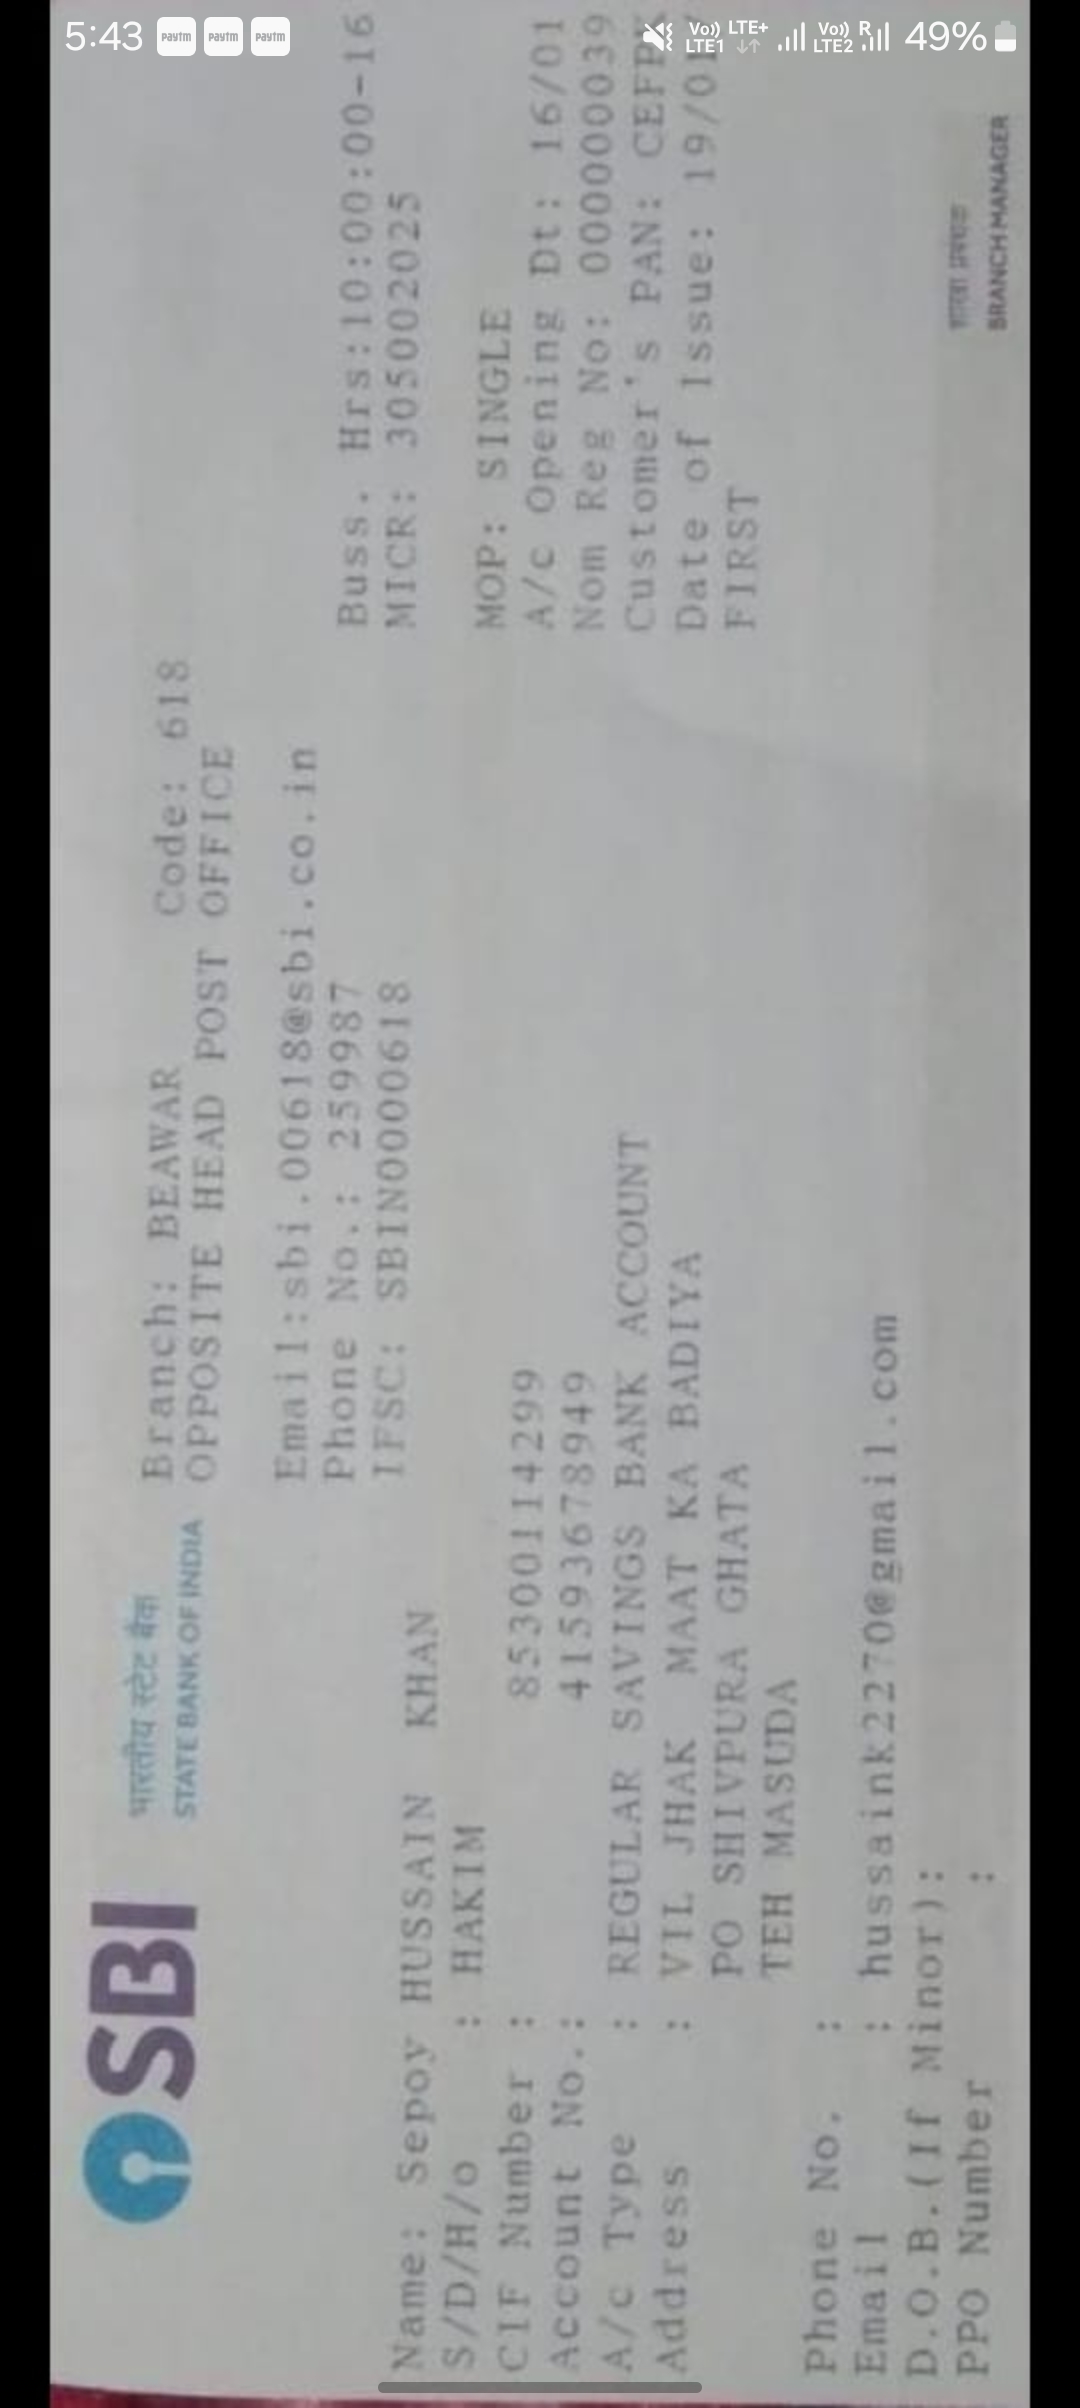 5:43
Paytm Paytm Paytm
Vo)) LTE1 LTE+ Vo)) LTE2 R 49%
SBI
भारतीय स्टेट बैंक
STATE BANK OF INDIA
Branch: BEAWAR Code: 618
OPPOSITE HEAD POST OFFICE
Email:sbi.00618@sbi.co.in
Phone No.: 259987 Buss. Hrs:10:00:00-16
IFSC: SBIN0000618 MICR: 305002025
Name: Sepoy HUSSAIN KHAN
S/D/H/o : HAKIM MOP: SINGLE
CIF Number : 85300114299 A/c Opening Dt: 16/01
Account No.: 41593678949 Nom Reg No: 0000000039
A/c Type : REGULAR SAVINGS BANK ACCOUNT Customer's PAN: CEFP
Address : VIL JHAK MAAT KA BADIYA Date of Issue: 19/01
PO SHIVPURA GHATA FIRST
TEH MASUDA
Phone No. :
Email : hussaink2270@gmail.com
D.O.B.(If Minor):
PPO Number :
शाखा प्रबंधक
BRANCH MANAGER